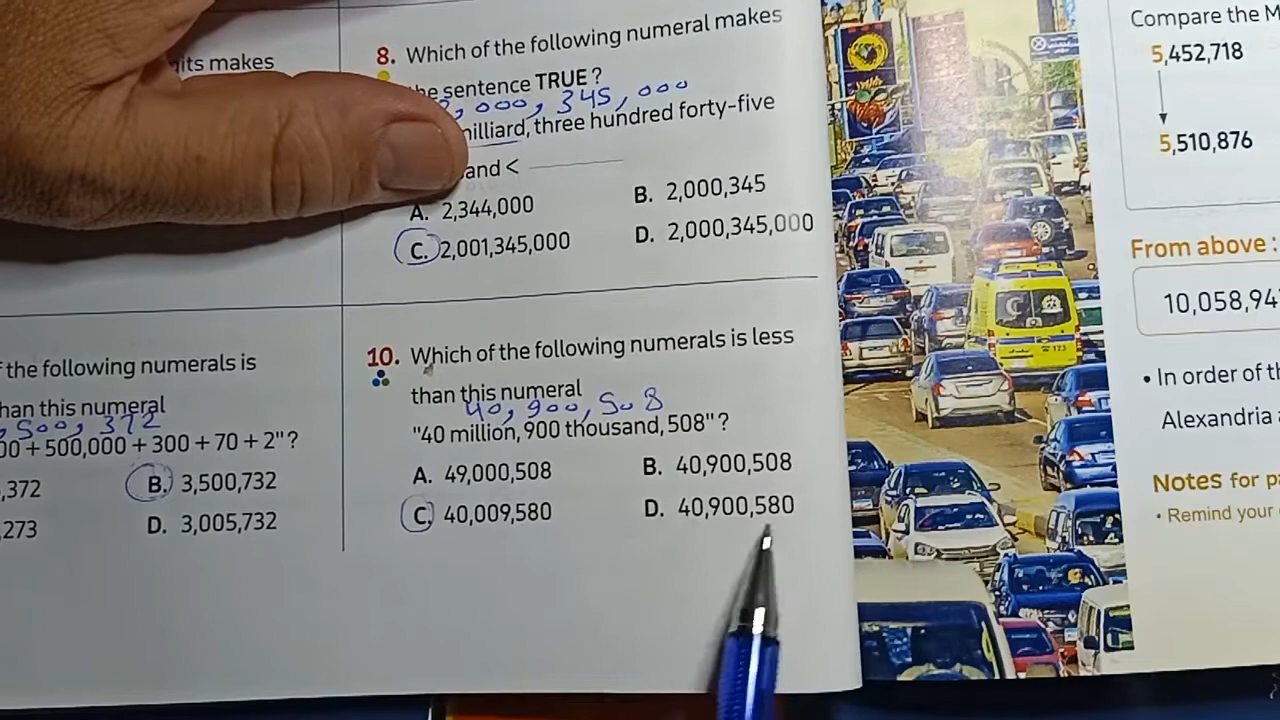 gits makes
8. Which of the following numeral makes
the sentence TRUE ?
,000, 345,000
milliard, three hundred forty-five
and <
A. 2,344,000
B. 2,000,345
C. 2,001,345,000
D. 2,000,345,000
the following numerals is
than this numeral
,500,372
00 + 500,000 + 300 + 70 + 2"?
,372
B. 3,500,732
,273
D. 3,005,732
10. Which of the following numerals is less
than this numeral
40,900,508
"40 million, 900 thousand, 508"?
A. 49,000,508
B. 40,900,508
C. 40,009,580
D. 40,900,580
123
Compare the M
5,452,718
5,510,876
From above :
10,058,94
• In order of th
Alexandria
Notes for pa
• Remind your